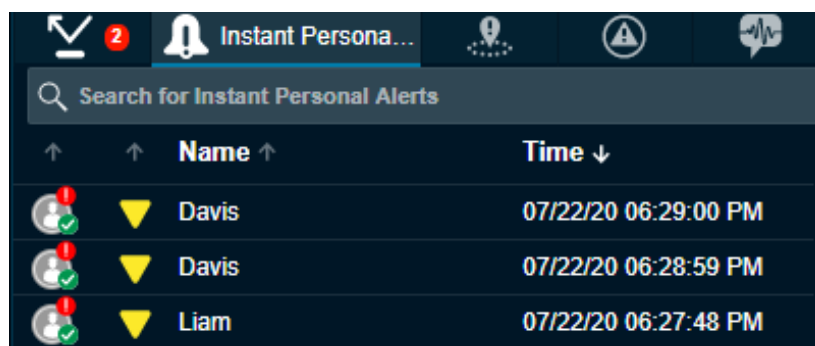 2 Instant Persona...
Search for Instant Personal Alerts
Name Time
Davis 07/22/20 06:29:00 PM
Davis 07/22/20 06:28:59 PM
Liam 07/22/20 06:27:48 PM